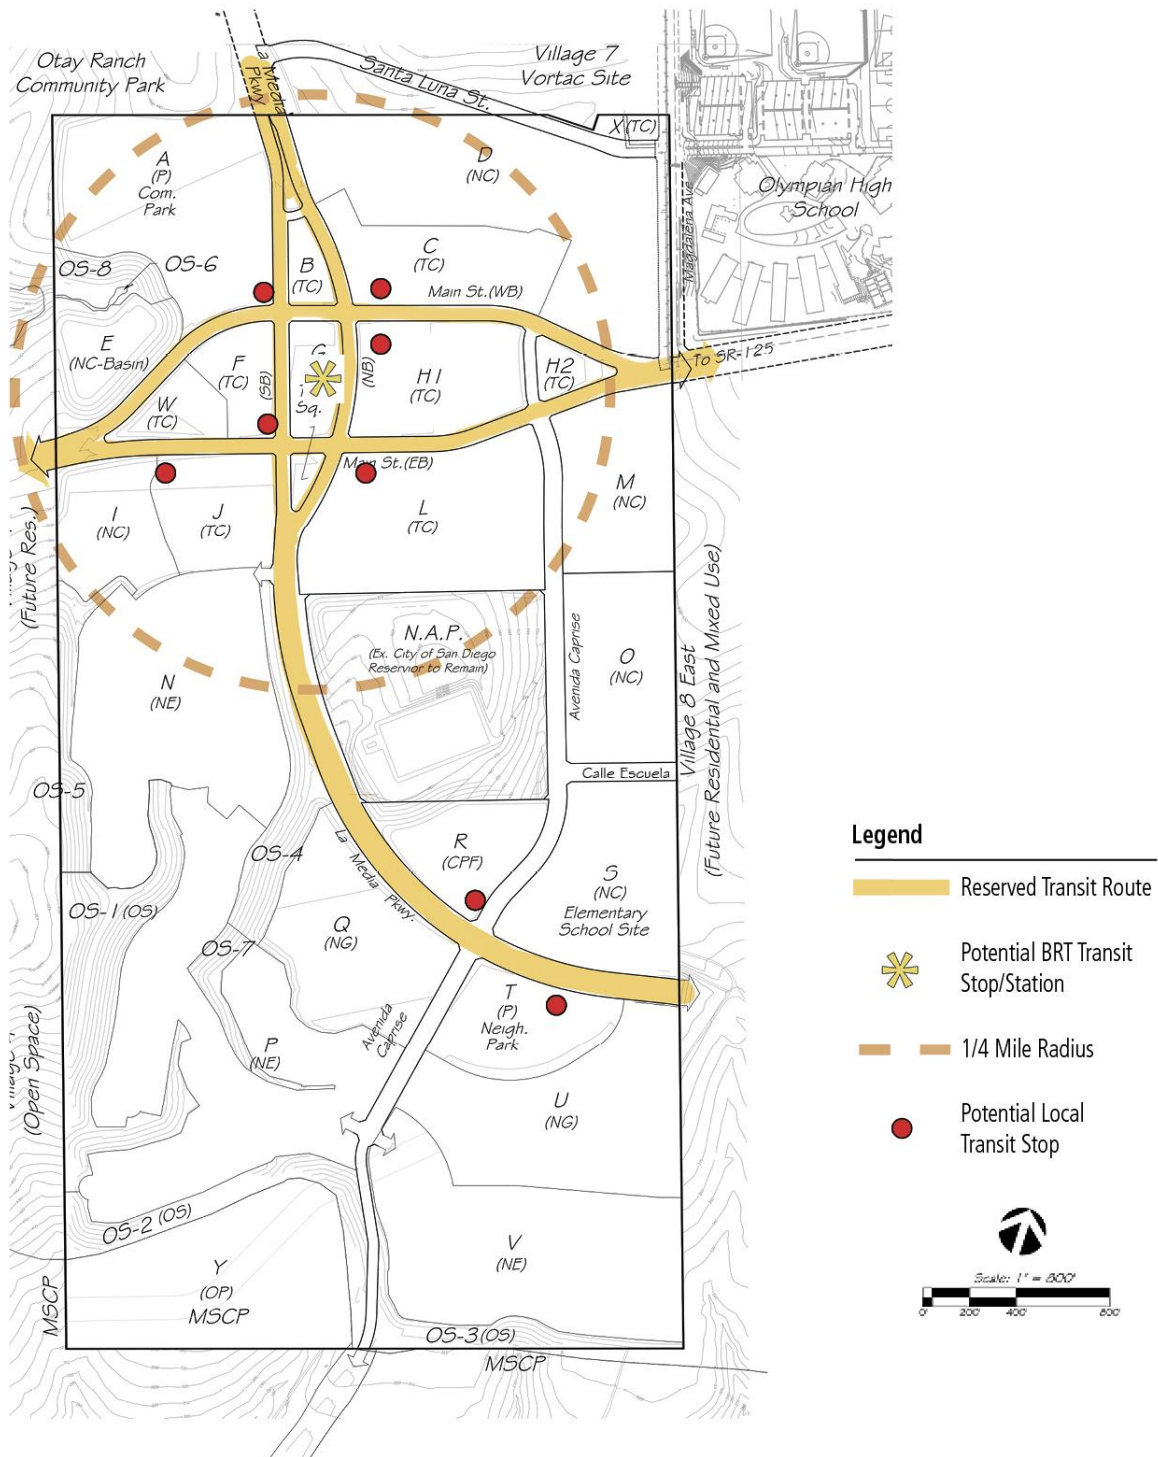 Otay Ranch
Community Park
La Media
Pkwy
Santa Luna St.
Village 7
Vortac Site
X (TC)
A
(P)
Com.
Park
D
(NC)
Olympian High
School
Magdalena Ave
OS-8
OS-6
B
(TC)
C
(TC)
Main St.(WB)
E
(NC-Basin)
F
(TC)
(SB)
Sq.
(NB)
H1
(TC)
H2
(TC)
To SR-125
W
(TC)
Main St.(EB)
I
(NC)
J
(TC)
L
(TC)
M
(NC)
(Future Res.)
N.A.P.
(Ex. City of San Diego
Reservior to Remain)
Avenida Caprise
O
(NC)
Village 8 East
(Future Residential and Mixed Use)
N
(NE)
Calle Escuela
OS-5
OS-4
La Media Pkwy.
R
(CPF)
S
(NC)
Elementary
School Site
OS-1 (OS)
OS-7
Q
(NG)
T
(P)
Neigh.
Park
Avenida
Caprise
P
(NE)
(Open Space)
U
(NG)
OS-2 (OS)
V
(NE)
Y
(OP)
MSCP
MSCP
OS-3 (OS)
MSCP
Legend
Reserved Transit Route
Potential BRT Transit
Stop/Station
1/4 Mile Radius
Potential Local
Transit Stop
Scale: 1" = 800'
0' 200' 400' 800'